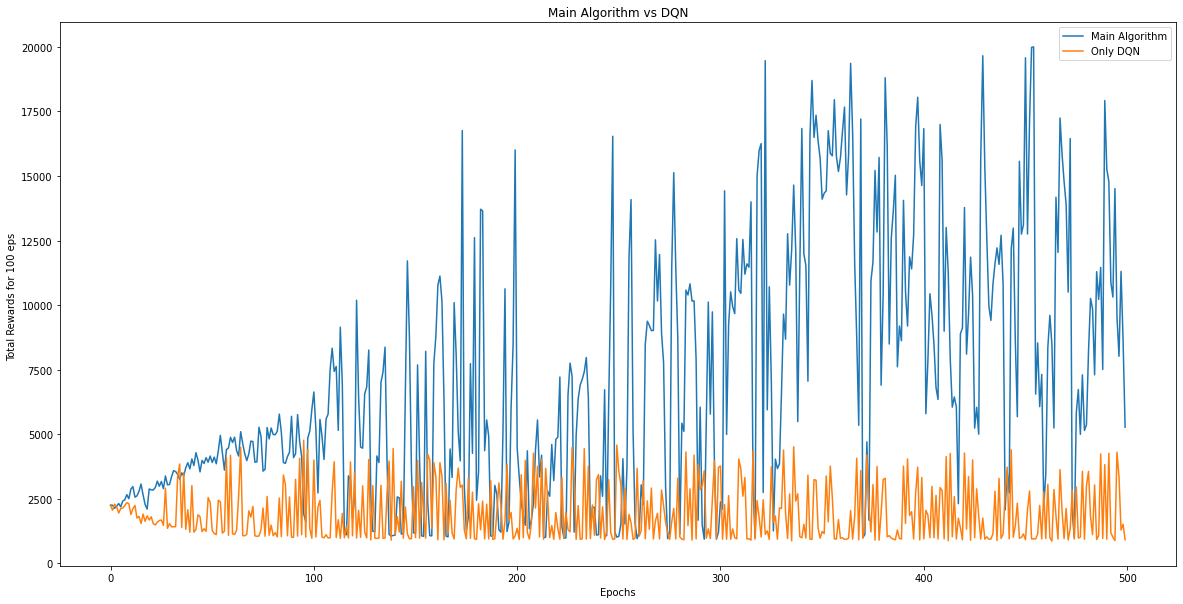 Main Algorithm vs DQN
Main Algorithm
Only DQN
Total Rewards for 100 eps
20000
17500
15000
12500
10000
7500
5000
2500
0
0 100 200 300 400 500
Epochs